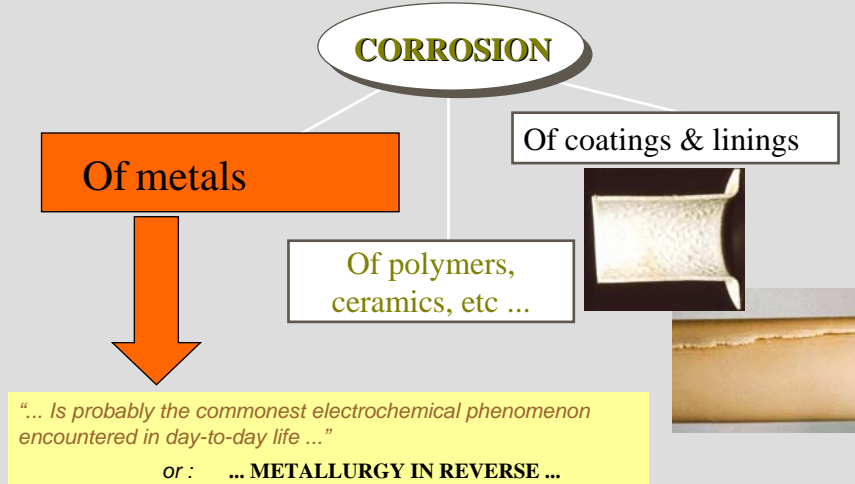 CORROSION
Of metals
Of coatings & linings
Of polymers,
ceramics, etc ...
“... Is probably the commonest electrochemical phenomenon
encountered in day-to-day life ...”
or : ... METALLURGY IN REVERSE ...